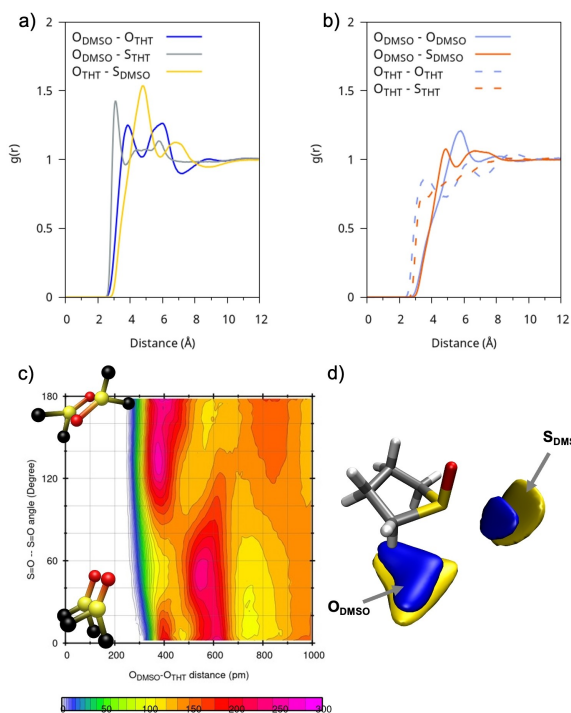 a)
2
1.5
1
0.5
0
g(r)
O_DMSO - O_THT
O_DMSO - S_THT
O_THT - S_DMSO
0 2 4 6 8 10 12
Distance (Å)
b)
2
1.5
1
0.5
0
g(r)
O_DMSO - O_DMSO
O_DMSO - S_DMSO
O_THT - O_THT
O_THT - S_THT
0 2 4 6 8 10 12
Distance (Å)
c)
180
120
60
0
S=O -- S=O angle (Degree)
0 200 400 600 800 1000
O_DMSO-O_THT distance (pm)
0 50 100 150 200 250 300
d)
S_DMS
O_DMSO